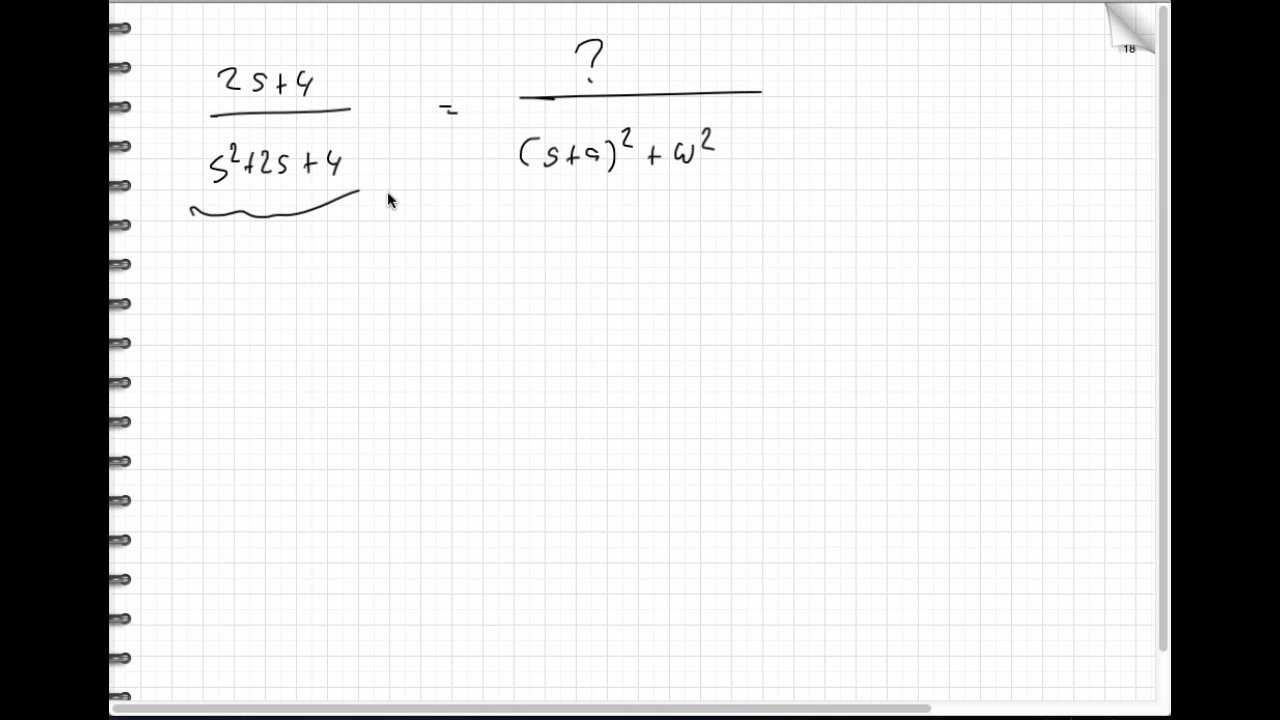 18
2s+4 = ?
s²+2s+4 (s+a)²+ω²